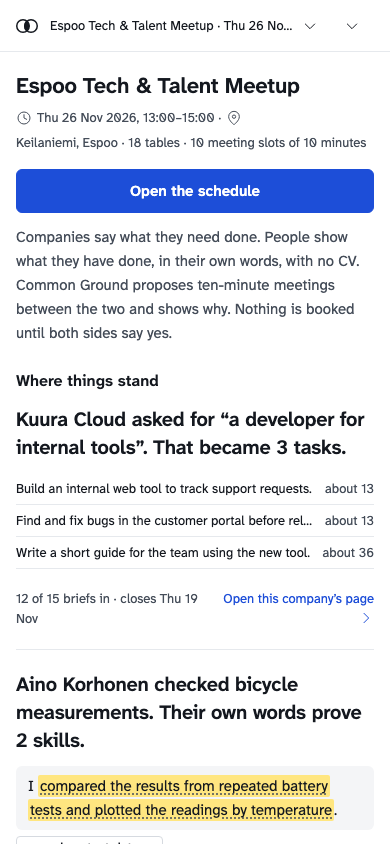 Espoo Tech & Talent Meetup · Thu 26 No...
Espoo Tech & Talent Meetup
Thu 26 Nov 2026, 13:00–15:00 ·
Keilaniemi, Espoo · 18 tables · 10 meeting slots of 10 minutes
Open the schedule
Companies say what they need done. People show
what they have done, in their own words, with no CV.
Common Ground proposes ten-minute meetings
between the two and shows why. Nothing is booked
until both sides say yes.
Where things stand
Kuura Cloud asked for “a developer for
internal tools”. That became 3 tasks.
Build an internal web tool to track support requests. about 13
Find and fix bugs in the customer portal before rel... about 13
Write a short guide for the team using the new tool. about 36
12 of 15 briefs in · closes Thu 19
Nov
Open this company’s page
Aino Korhonen checked bicycle
measurements. Their own words prove
2 skills.
I compared the results from repeated battery
tests and plotted the readings by temperature.